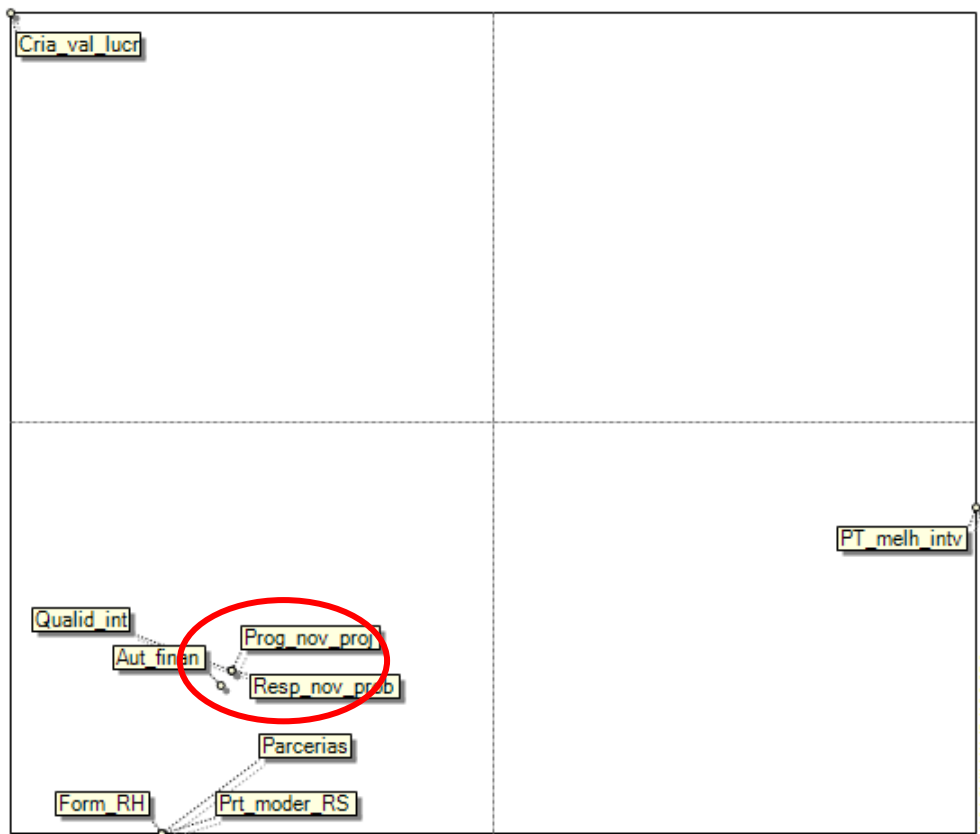 Cria_val_lucr
PT_melh_intv
Qualid_int
Prog_nov_proj
Aut_finan
Resp_nov_prob
Parcerias
Form_RH
Prt_moder_RS